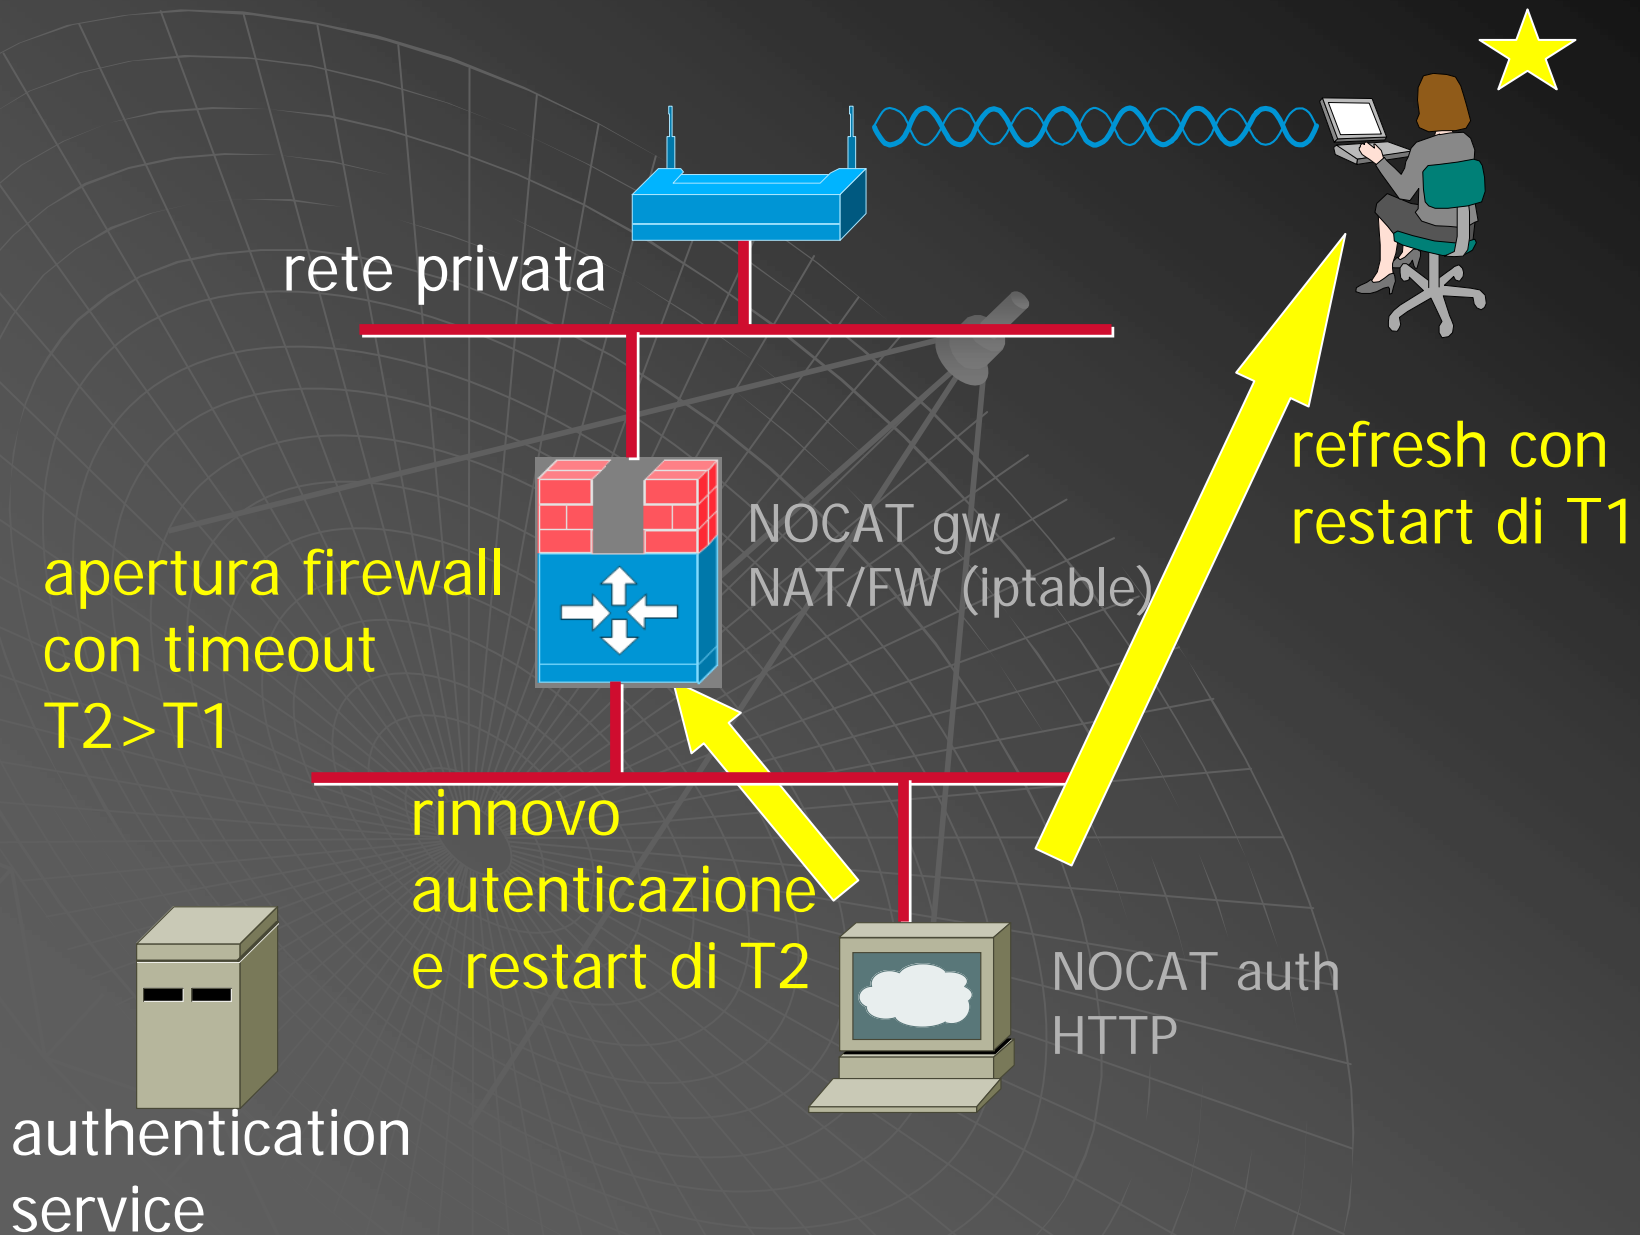 rete privata
refresh con
restart di T1
NOCAT gw
NAT/FW (iptable)
apertura firewall
con timeout
T2>T1
rinnovo
autenticazione
e restart di T2
NOCAT auth
HTTP
authentication
service